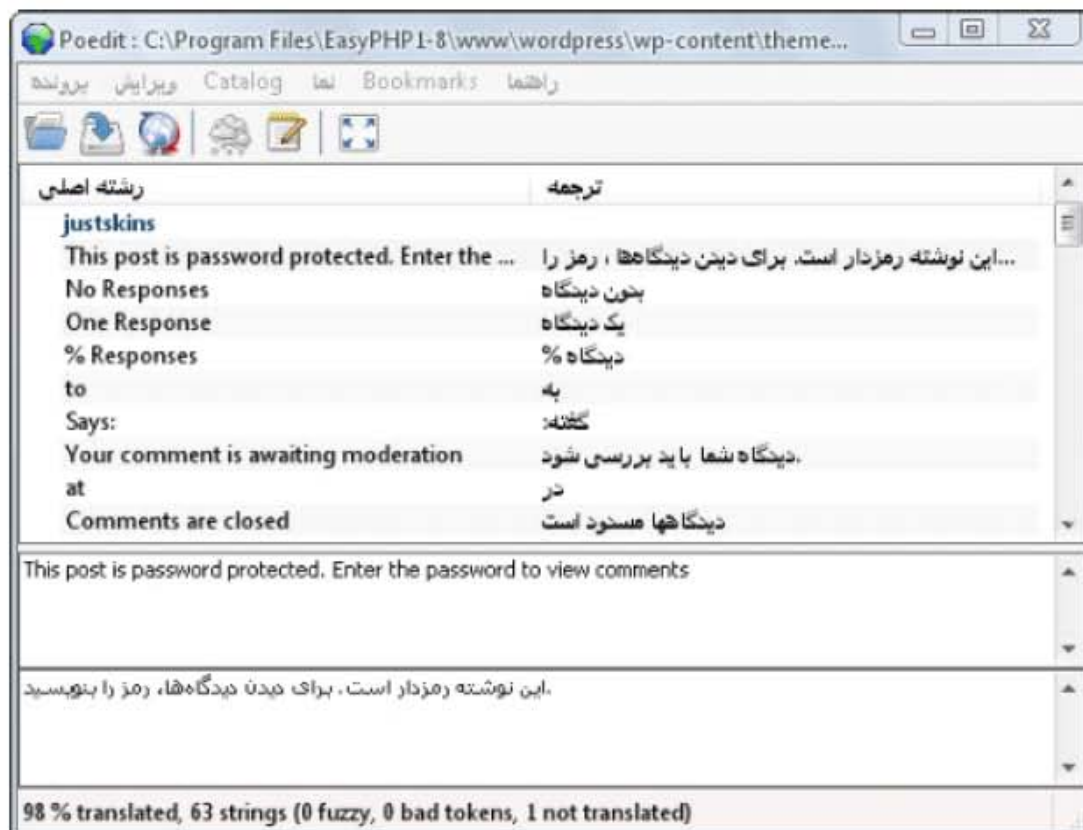 Poedit : C:\Program Files\EasyPHP1-8\www\wordpress\wp-content\theme...
پرونده ویرایش Catalog نما Bookmarks راهنما
رشته اصلی ترجمه
justskins
This post is password protected. Enter the ... این نوشته رمزدار است. برای دیدن دیدگاه‌ها ، رمز را...
No Responses بدون دیدگاه
One Response یک دیدگاه
% Responses % دیدگاه
to به
Says: گفته:
Your comment is awaiting moderation دیدگاه شما باید بررسی شود.
at در
Comments are closed دیدگاهها مسدود است
This post is password protected. Enter the password to view comments
این نوشته رمزدار است. برای دیدن دیدگاه‌ها، رمز را بنویسید.
98 % translated, 63 strings (0 fuzzy, 0 bad tokens, 1 not translated)